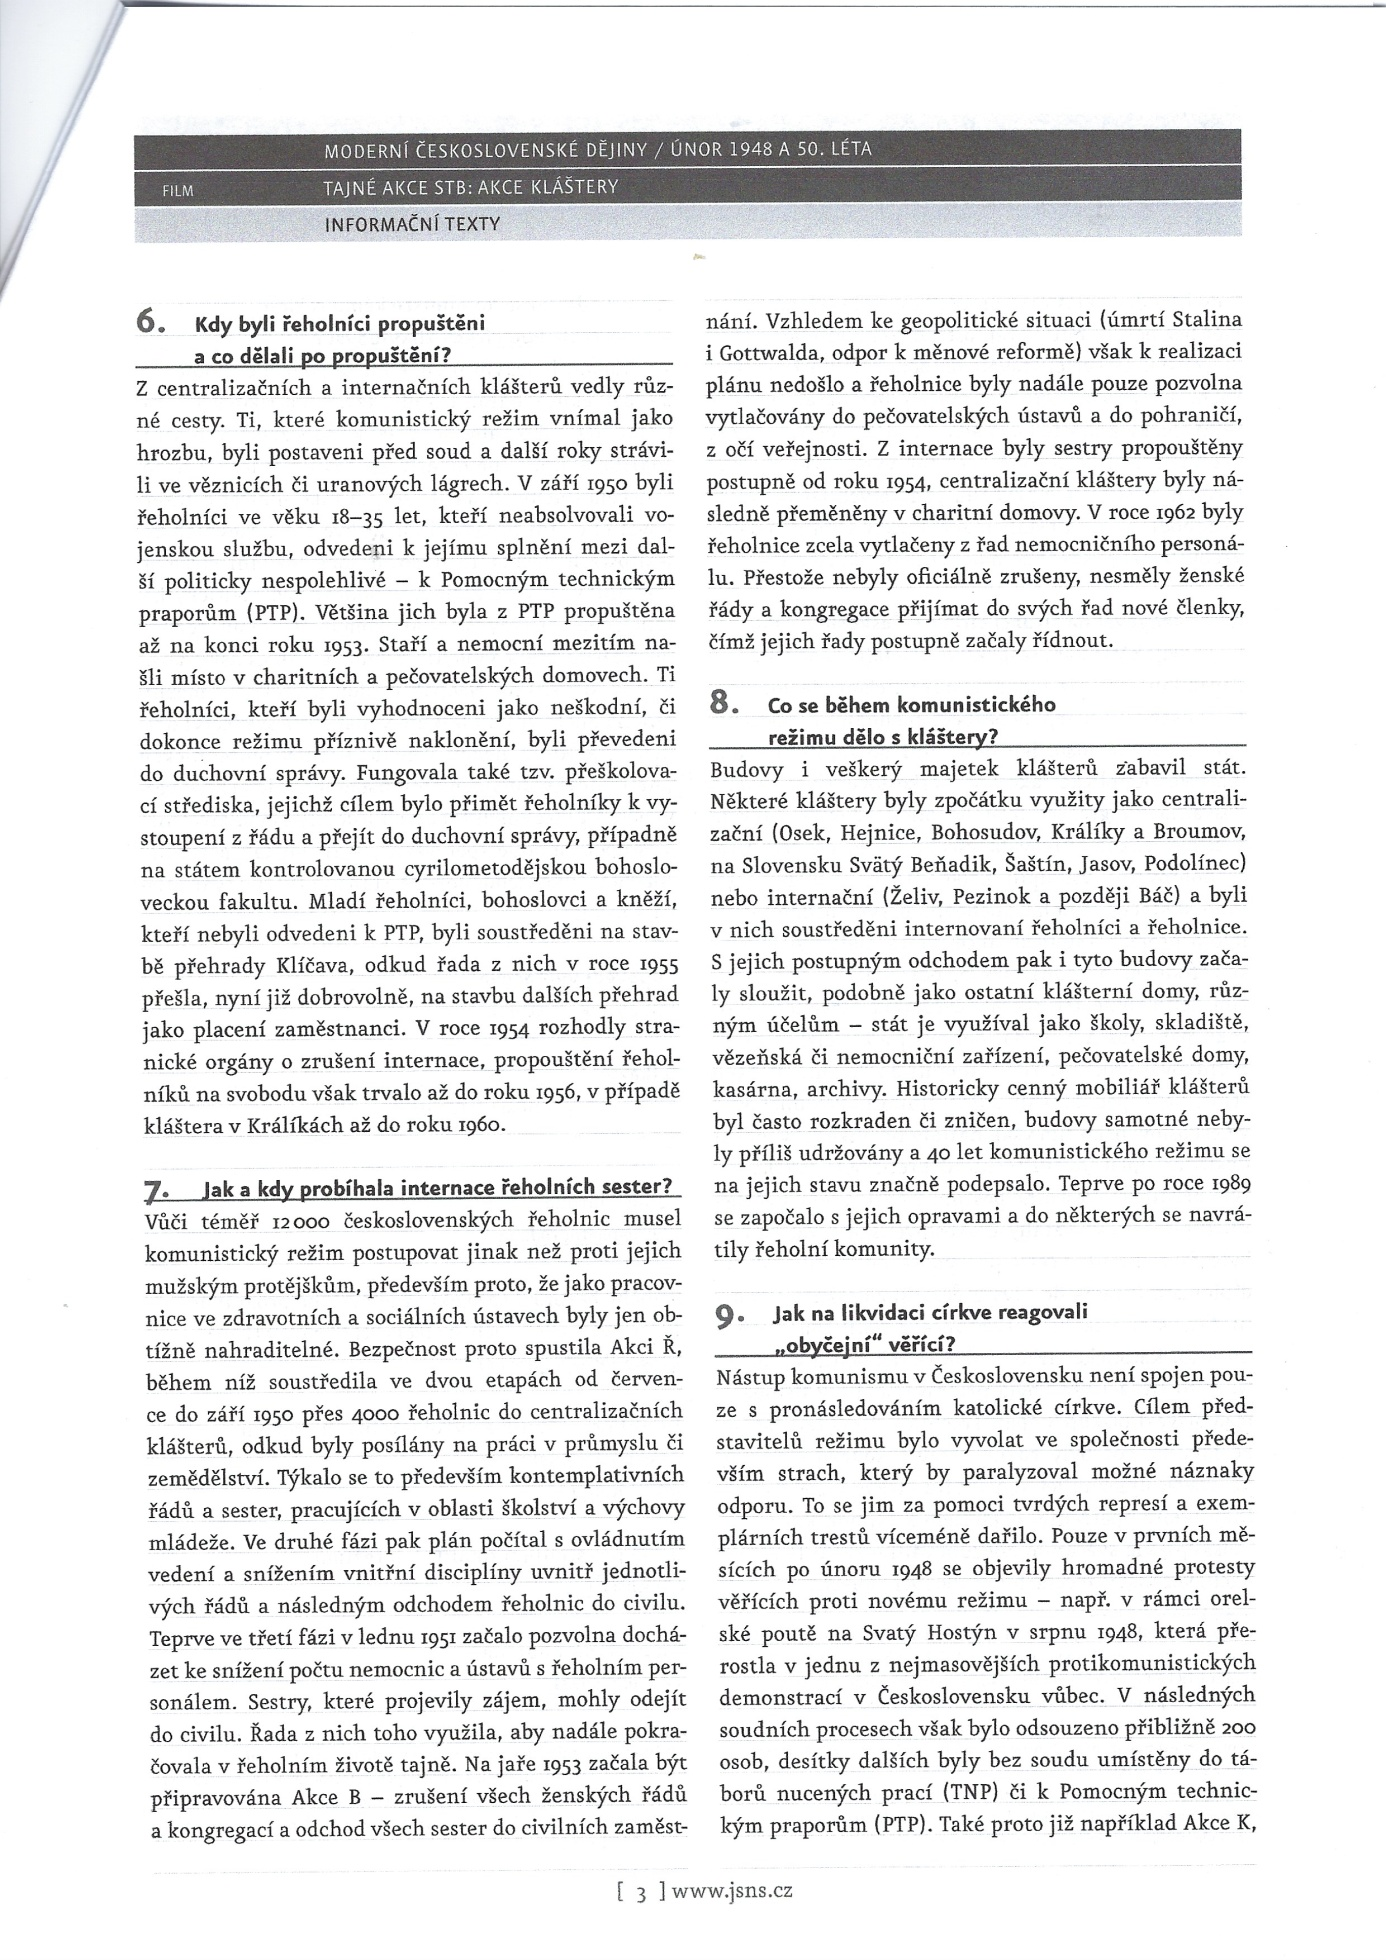 MODERNÍ ČESKOSLOVENSKÉ DĚJINY / ÚNOR 1948 A 50. LÉTA
FILM TAJNÉ AKCE STB: AKCE KLÁŠTERY
INFORMAČNÍ TEXTY
6. Kdy byli řeholníci propuštěni
a co dělali po propuštění?
Z centralizačních a internačních klášterů vedly růz-
né cesty. Ti, které komunistický režim vnímal jako
hrozbu, byli postaveni před soud a další roky strávi-
li ve věznicích či uranových lágrech. V září 1950 byli
řeholníci ve věku 18–35 let, kteří neabsolvovali vo-
jenskou službu, odvedeni k jejímu splnění mezi dal-
ší politicky nespolehlivé – k Pomocným technickým
praporům (PTP). Většina jich byla z PTP propuštěna
až na konci roku 1953. Staří a nemocní mezitím na-
šli místo v charitních a pečovatelských domovech. Ti
řeholníci, kteří byli vyhodnoceni jako neškodní, či
dokonce režimu příznivě naklonění, byli převedeni
do duchovní správy. Fungovala také tzv. přeškolova-
cí střediska, jejichž cílem bylo přimět řeholníky k vy-
stoupení z řádu a přejít do duchovní správy, případně
na státem kontrolovanou cyrilometodějskou bohoslo-
veckou fakultu. Mladí řeholníci, bohoslovci a kněží,
kteří nebyli odvedeni k PTP, byli soustředěni na stav-
bě přehrady Klíčava, odkud řada z nich v roce 1955
přešla, nyní již dobrovolně, na stavbu dalších přehrad
jako placení zaměstnanci. V roce 1954 rozhodly stra-
nické orgány o zrušení internace, propouštění řehol-
níků na svobodu však trvalo až do roku 1956, v případě
kláštera v Králíkách až do roku 1960.
7. Jak a kdy probíhala internace řeholních sester?
Vůči téměř 12 000 československých řeholnic musel
komunistický režim postupovat jinak než proti jejich
mužským protějškům, především proto, že jako pracov-
nice ve zdravotních a sociálních ústavech byly jen ob-
tížně nahraditelné. Bezpečnost proto spustila Akci Ř,
během níž soustředila ve dvou etapách od červen-
ce do září 1950 přes 4000 řeholnic do centralizačních
klášterů, odkud byly posílány na práci v průmyslu či
zemědělství. Týkalo se to především kontemplativních
řádů a sester, pracujících v oblasti školství a výchovy
mládeže. Ve druhé fázi pak plán počítal s ovládnutím
vedení a snížením vnitřní disciplíny uvnitř jednotli-
vých řádů a následným odchodem řeholnic do civilu.
Teprve ve třetí fázi v lednu 1951 začalo pozvolna dochá-
zet ke snížení počtu nemocnic a ústavů s řeholním per-
sonálem. Sestry, které projevily zájem, mohly odejít
do civilu. Řada z nich toho využila, aby nadále pokra-
čovala v řeholním životě tajně. Na jaře 1953 začala být
připravována Akce B – zrušení všech ženských řádů
a kongregací a odchod všech sester do civilních zaměst-
nání. Vzhledem ke geopolitické situaci (úmrtí Stalina
i Gottwalda, odpor k měnové reformě) však k realizaci
plánu nedošlo a řeholnice byly nadále pouze pozvolna
vytlačovány do pečovatelských ústavů a do pohraničí,
z očí veřejnosti. Z internace byly sestry propouštěny
postupně od roku 1954, centralizační kláštery byly ná-
sledně přeměněny v charitní domovy. V roce 1962 byly
řeholnice zcela vytlačeny z řad nemocničního personá-
lu. Přestože nebyly oficiálně zrušeny, nesměly ženské
řády a kongregace přijímat do svých řad nové členky,
čímž jejich řady postupně začaly řídnout.
8. Co se během komunistického
režimu dělo s kláštery?
Budovy i veškerý majetek klášterů zabavil stát.
Některé kláštery byly zpočátku využity jako centrali-
zační (Osek, Hejnice, Bohosudov, Králíky a Broumov,
na Slovensku Svätý Beňadik, Šaštín, Jasov, Podolínec)
nebo internační (Želiv, Pezinok a později Báč) a byli
v nich soustředěni internovaní řeholníci a řeholnice.
S jejich postupným odchodem pak i tyto budovy zača-
ly sloužit, podobně jako ostatní klášterní domy, růz-
ným účelům – stát je využíval jako školy, skladiště,
vězeňská či nemocniční zařízení, pečovatelské domy,
kasárna, archivy. Historicky cenný mobiliář klášterů
byl často rozkraden či zničen, budovy samotné neby-
ly příliš udržovány a 40 let komunistického režimu se
na jejich stavu značně podepsalo. Teprve po roce 1989
se započalo s jejich opravami a do některých se navrá-
tily řeholní komunity.
9. Jak na likvidaci církve reagovali
„obyčejní“ věřící?
Nástup komunismu v Československu není spojen pou-
ze s pronásledováním katolické církve. Cílem před-
stavitelů režimu bylo vyvolat ve společnosti přede-
vším strach, který by paralyzoval možné náznaky
odporu. To se jim za pomoci tvrdých represí a exem-
plárních trestů víceméně dařilo. Pouze v prvních mě-
sících po únoru 1948 se objevily hromadné protesty
věřících proti novému režimu – např. v rámci orel-
ské poutě na Svatý Hostýn v srpnu 1948, která pře-
rostla v jednu z nejmasovějších protikomunistických
demonstrací v Československu vůbec. V následných
soudních procesech však bylo odsouzeno přibližně 200
osob, desítky dalších byly bez soudu umístěny do tá-
borů nucených prací (TNP) či k Pomocným technic-
kým praporům (PTP). Také proto již například Akce K,
[ 3 ] www.jsns.cz